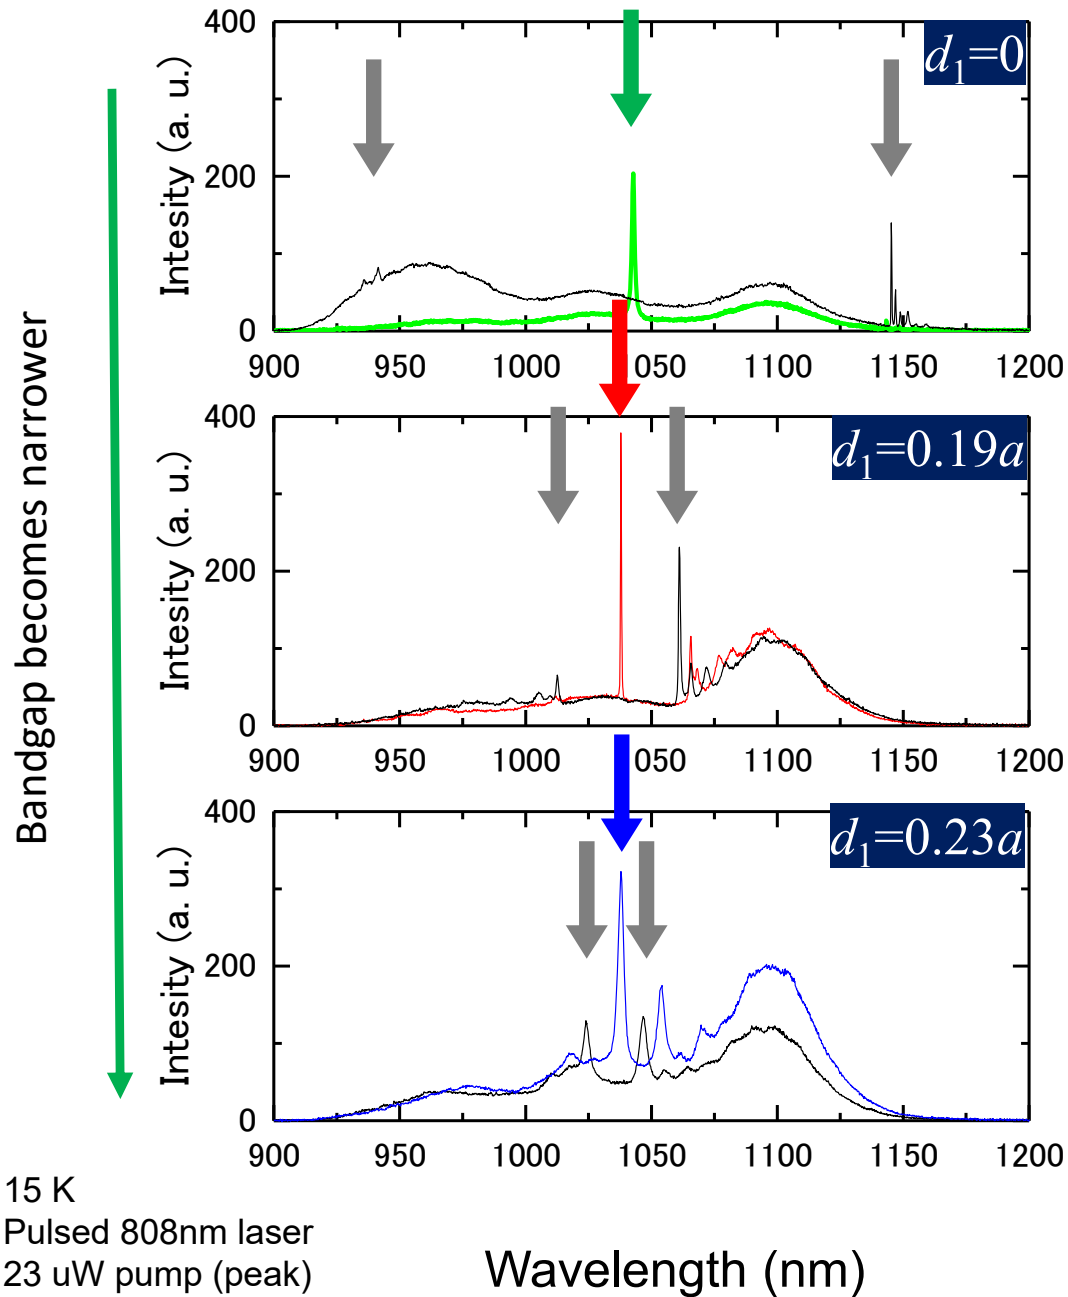 Bandgap becomes narrower
Intesity (a. u.)
400
200
0
d₁=0
900 950 1000 1050 1100 1150 1200
Intesity (a. u.)
400
200
0
d₁=0.19a
900 950 1000 1050 1100 1150 1200
Intesity (a. u.)
400
200
0
d₁=0.23a
900 950 1000 1050 1100 1150 1200
15 K
Pulsed 808nm laser
23 uW pump (peak)
Wavelength (nm)